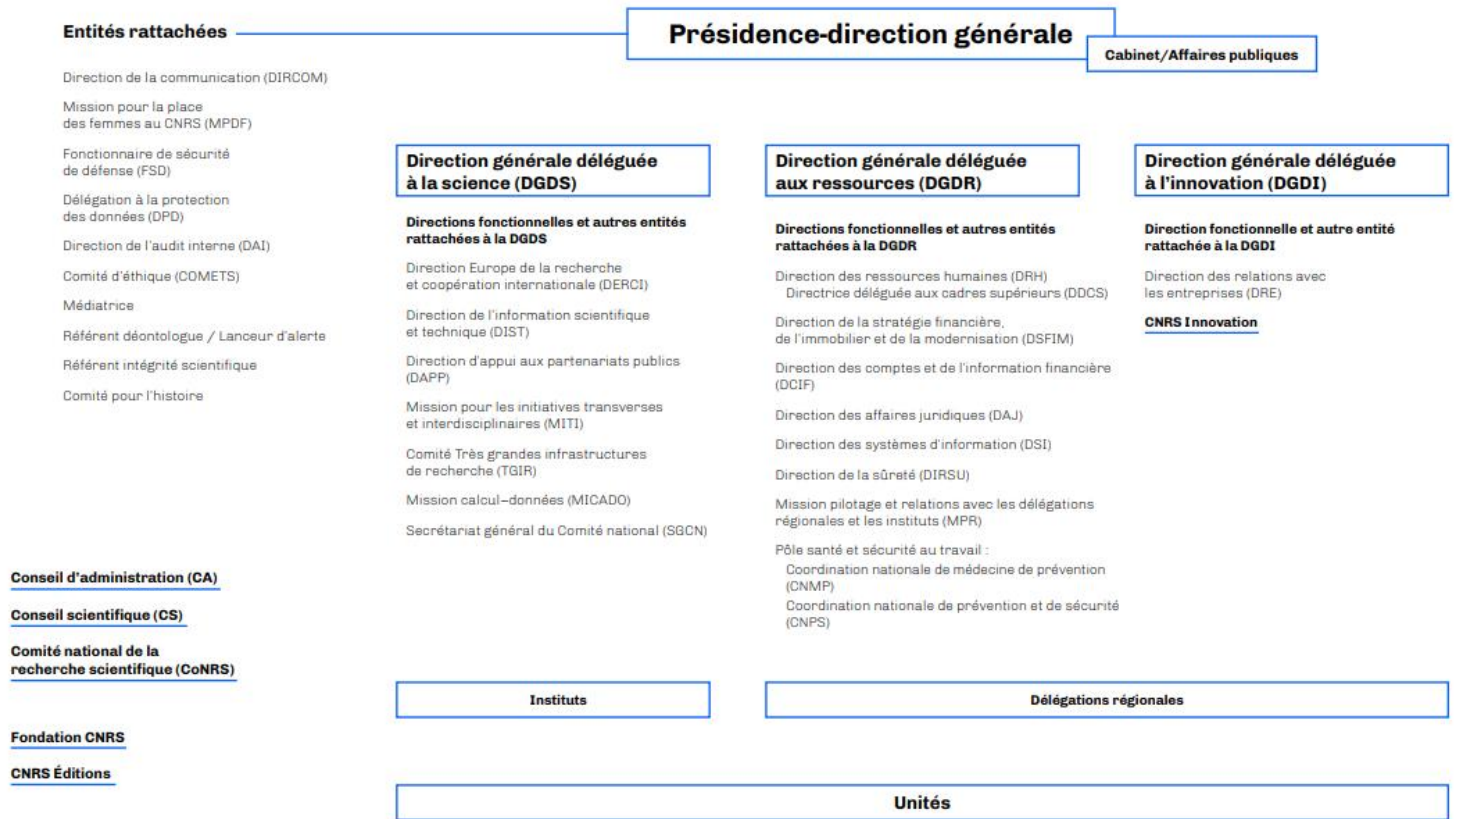 Entités rattachées
Présidence-direction générale
Cabinet/Affaires publiques
Direction de la communication (DIRCOM)
Mission pour la place
des femmes au CNRS (MPDF)
Fonctionnaire de sécurité
de défense (FSD)
Délégation à la protection
des données (DPD)
Direction de l'audit interne (DAI)
Comité d'éthique (COMETS)
Médiatrice
Référent déontologue / Lanceur d'alerte
Référent intégrité scientifique
Comité pour l'histoire
Direction générale déléguée
à la science (DGDS)
Directions fonctionnelles et autres entités
rattachées à la DGDS
Direction Europe de la recherche
et coopération internationale (DERCI)
Direction de l'information scientifique
et technique (DIST)
Direction d'appui aux partenariats publics
(DAPP)
Mission pour les initiatives transverses
et interdisciplinaires (MITI)
Comité Très grandes infrastructures
de recherche (TGIR)
Mission calcul–données (MICADO)
Secrétariat général du Comité national (SGCN)
Direction générale déléguée
aux ressources (DGDR)
Directions fonctionnelles et autres entités
rattachées à la DGDR
Direction des ressources humaines (DRH)
Directrice déléguée aux cadres supérieurs (DDCS)
Direction de la stratégie financière,
de l'immobilier et de la modernisation (DSFIM)
Direction des comptes et de l'information financière
(DCIF)
Direction des affaires juridiques (DAJ)
Direction des systèmes d'information (DSI)
Direction de la sûreté (DIRSU)
Mission pilotage et relations avec les délégations
régionales et les instituts (MPR)
Pôle santé et sécurité au travail :
Coordination nationale de médecine de prévention
(CNMP)
Coordination nationale de prévention et de sécurité
(CNPS)
Direction générale déléguée
à l'innovation (DGDI)
Direction fonctionnelle et autre entité
rattachée à la DGDI
Direction des relations avec
les entreprises (DRE)
CNRS Innovation
Conseil d'administration (CA)
Conseil scientifique (CS)
Comité national de la
recherche scientifique (CoNRS)
Fondation CNRS
CNRS Éditions
Instituts
Délégations régionales
Unités